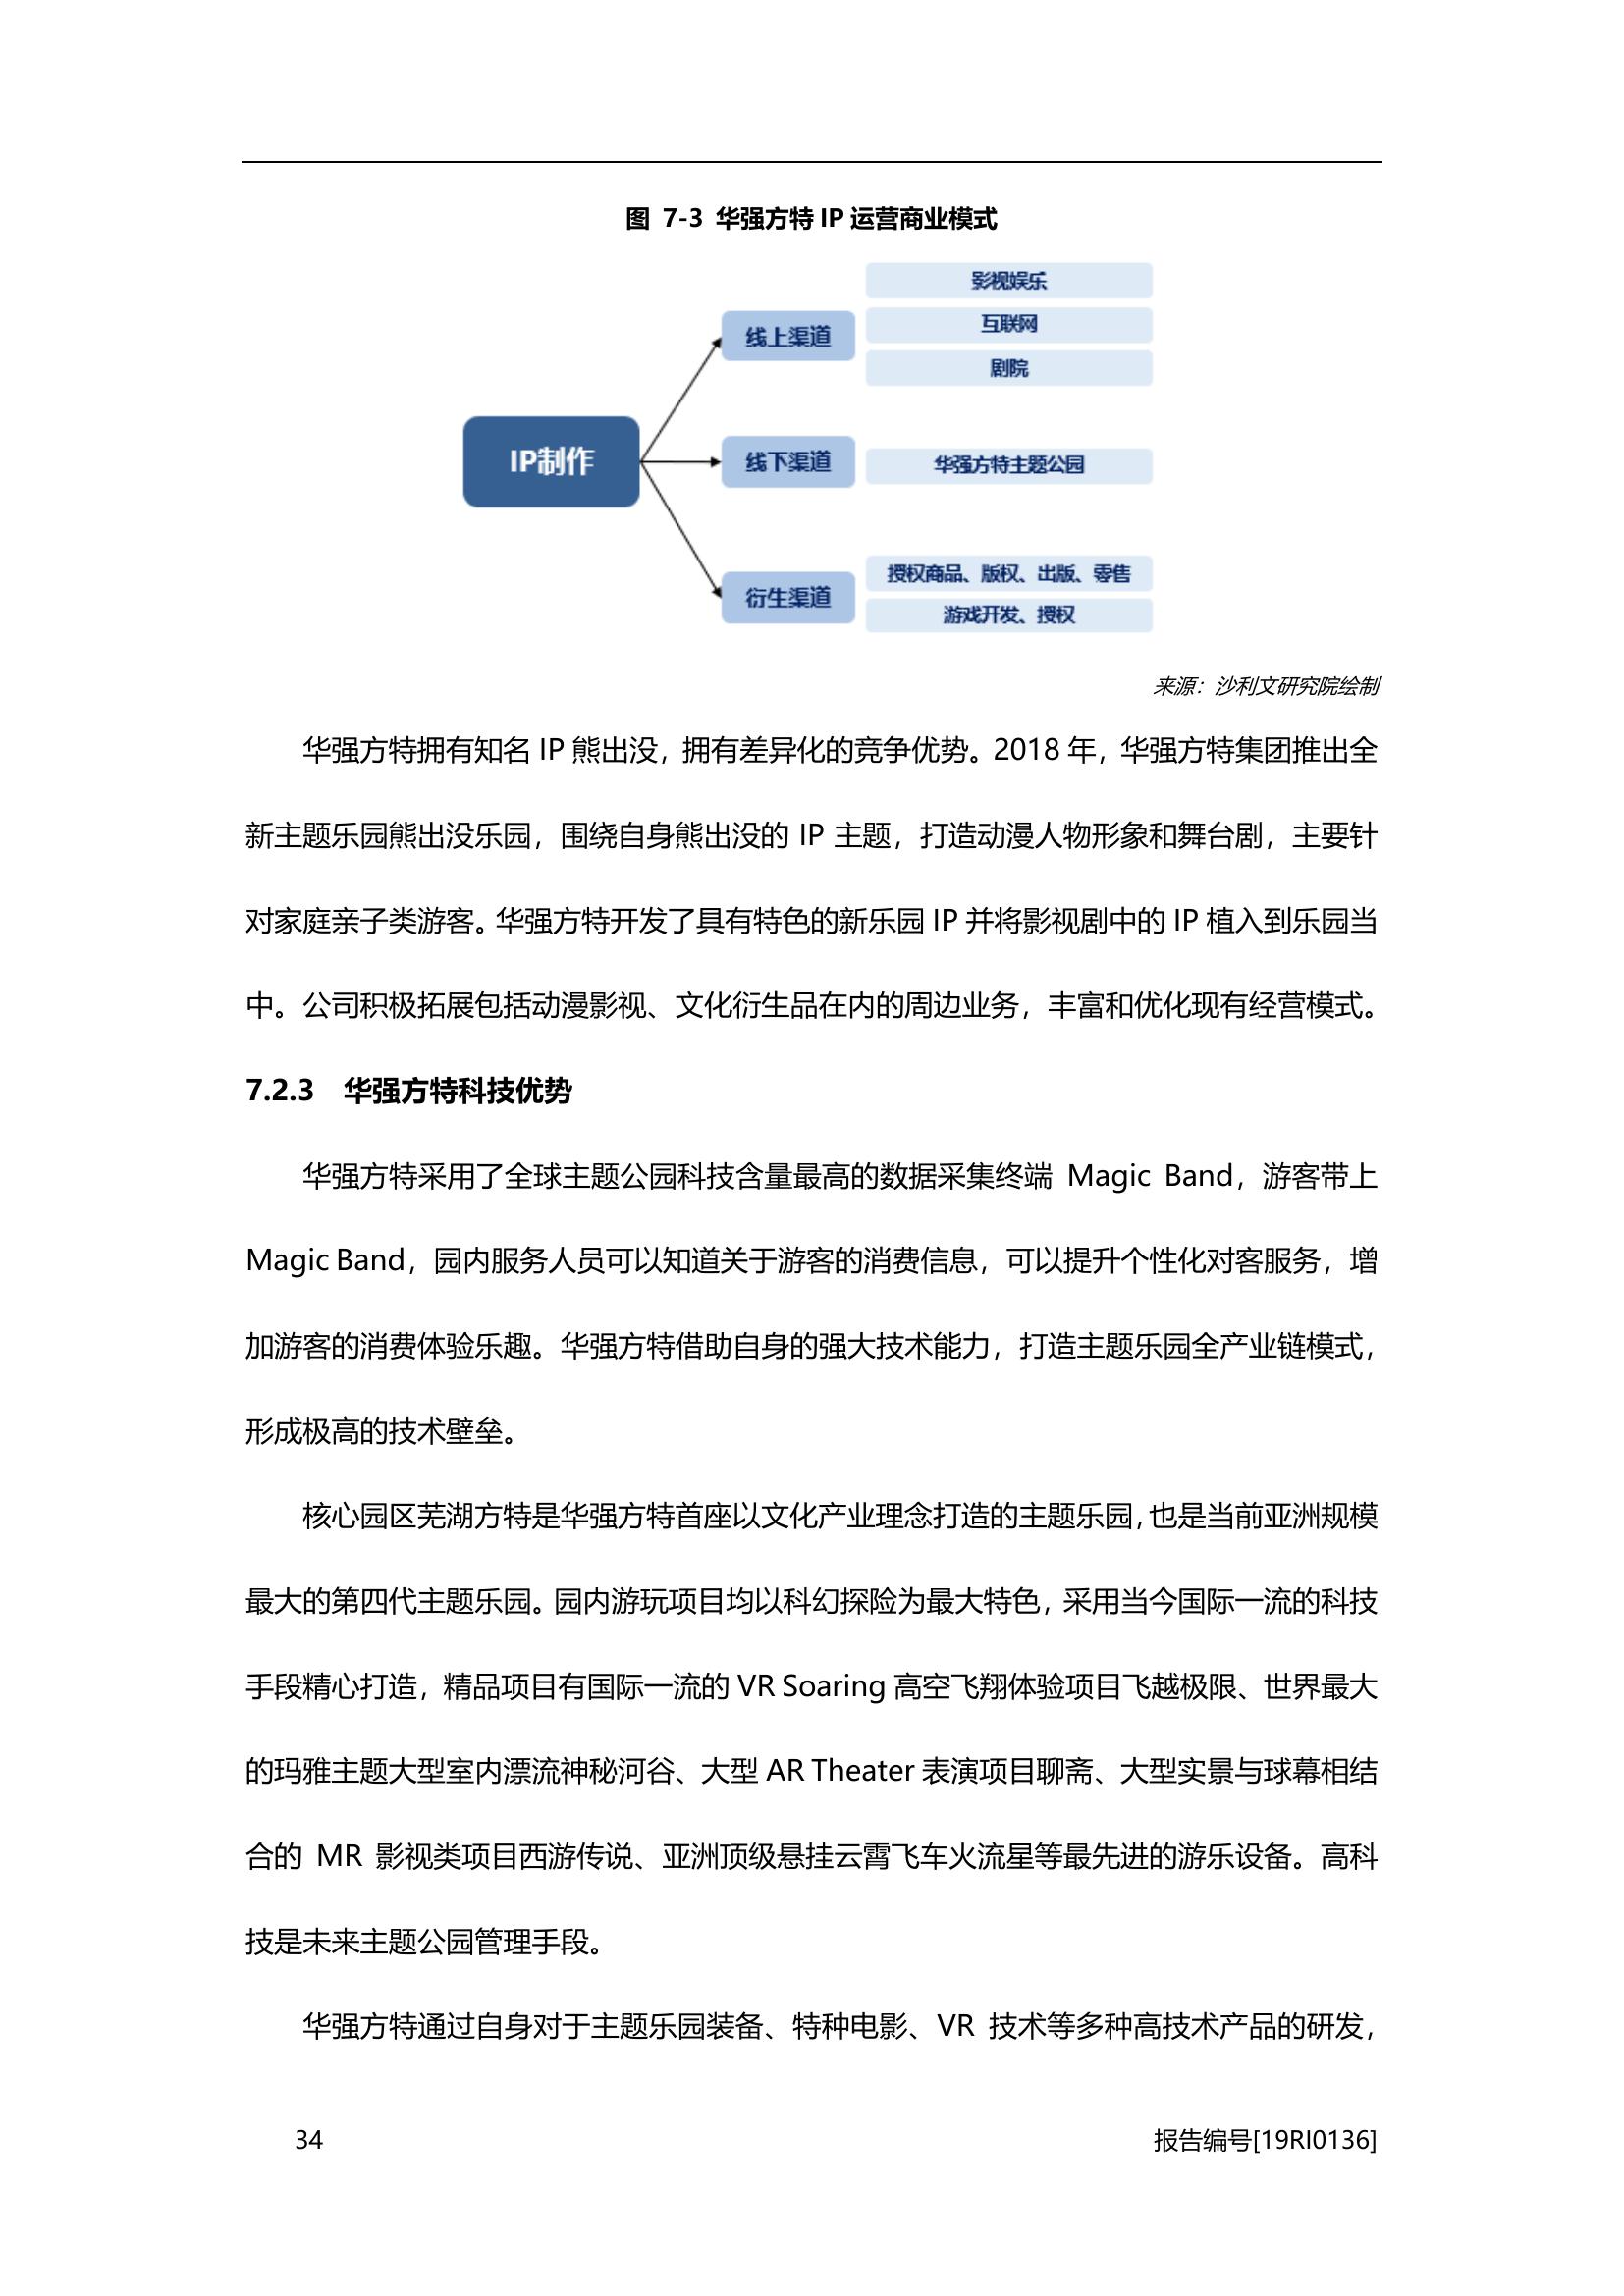 图 7-3 华强方特 IP 运营商业模式
影视娱乐
线上渠道
互联网
剧院
IP制作
线下渠道
华强方特主题公园
衍生渠道
授权商品、版权、出版、零售
游戏开发、授权
来源：沙利文研究院绘制
华强方特拥有知名 IP 熊出没，拥有差异化的竞争优势。2018 年，华强方特集团推出全
新主题乐园熊出没乐园，围绕自身熊出没的 IP 主题，打造动漫人物形象和舞台剧，主要针
对家庭亲子类游客。华强方特开发了具有特色的新乐园 IP 并将影视剧中的 IP 植入到乐园当
中。公司积极拓展包括动漫影视、文化衍生品在内的周边业务，丰富和优化现有经营模式。
7.2.3 华强方特科技优势
华强方特采用了全球主题公园科技含量最高的数据采集终端 Magic Band，游客带上
Magic Band，园内服务人员可以知道关于游客的消费信息，可以提升个性化对客服务，增
加游客的消费体验乐趣。华强方特借助自身的强大技术能力，打造主题乐园全产业链模式，
形成极高的技术壁垒。
核心园区芜湖方特是华强方特首座以文化产业理念打造的主题乐园，也是当前亚洲规模
最大的第四代主题乐园。园内游玩项目均以科幻探险为最大特色，采用当今国际一流的科技
手段精心打造，精品项目有国际一流的 VR Soaring 高空飞翔体验项目飞越极限、世界最大
的玛雅主题大型室内漂流神秘河谷、大型 AR Theater 表演项目聊斋、大型实景与球幕相结
合的 MR 影视类项目西游传说、亚洲顶级悬挂云霄飞车火流星等最先进的游乐设备。高科
技是未来主题公园管理手段。
华强方特通过自身对于主题乐园装备、特种电影、VR 技术等多种高技术产品的研发，
34
报告编号[19RI0136]